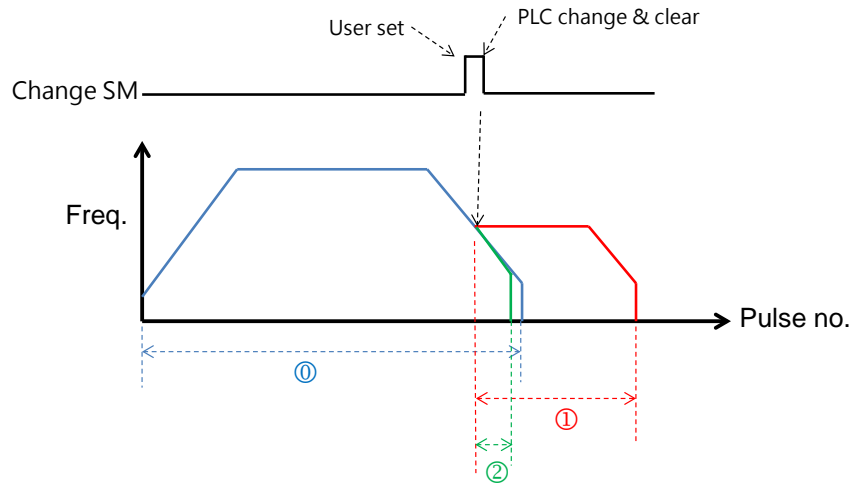 User set
PLC change & clear
Change SM
Freq.
Pulse no.
⓪
①
②